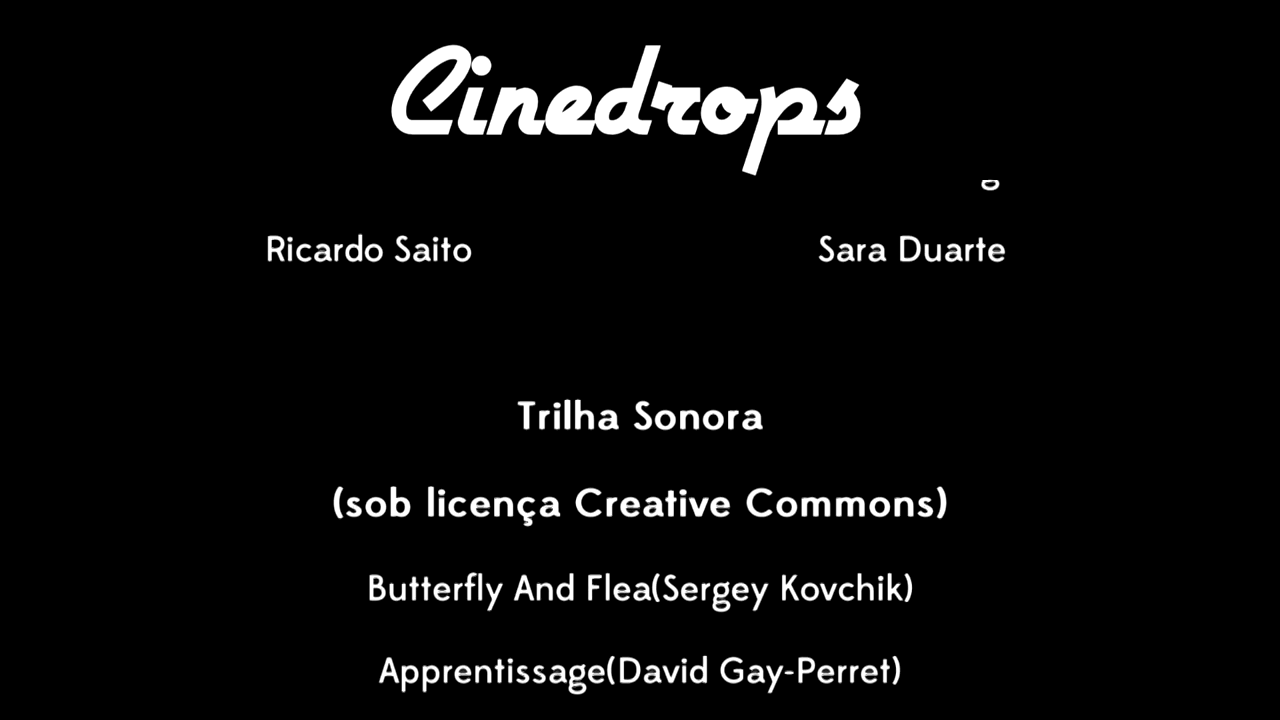 Cinedrops
Ricardo Saito Sara Duarte
Trilha Sonora
(sob licença Creative Commons)
Butterfly And Flea(Sergey Kovchik)
Apprentissage(David Gay-Perret)